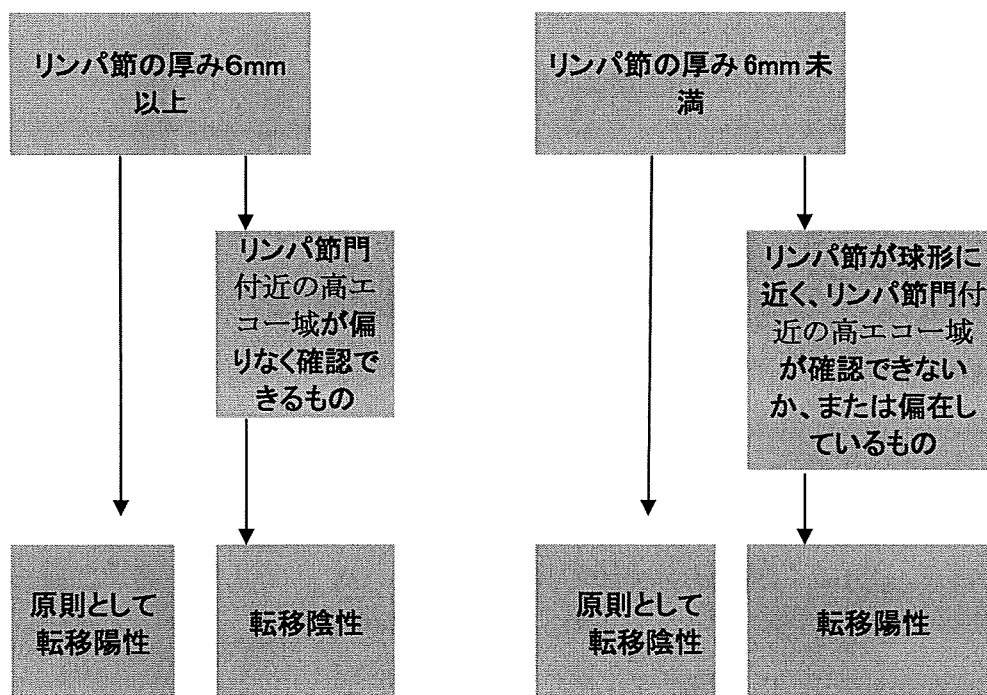 リンパ節の厚み6mm
以上
リンパ節の厚み 6mm 未
満
リンパ節門
付近の高エ
コー域が偏
りなく確認で
きるもの
リンパ節が球形に
近く、リンパ節門付
近の高エコー域
が確認できない
か、または偏在し
ているもの
原則として
転移陽性
転移陰性
原則として
転移陰性
転移陽性